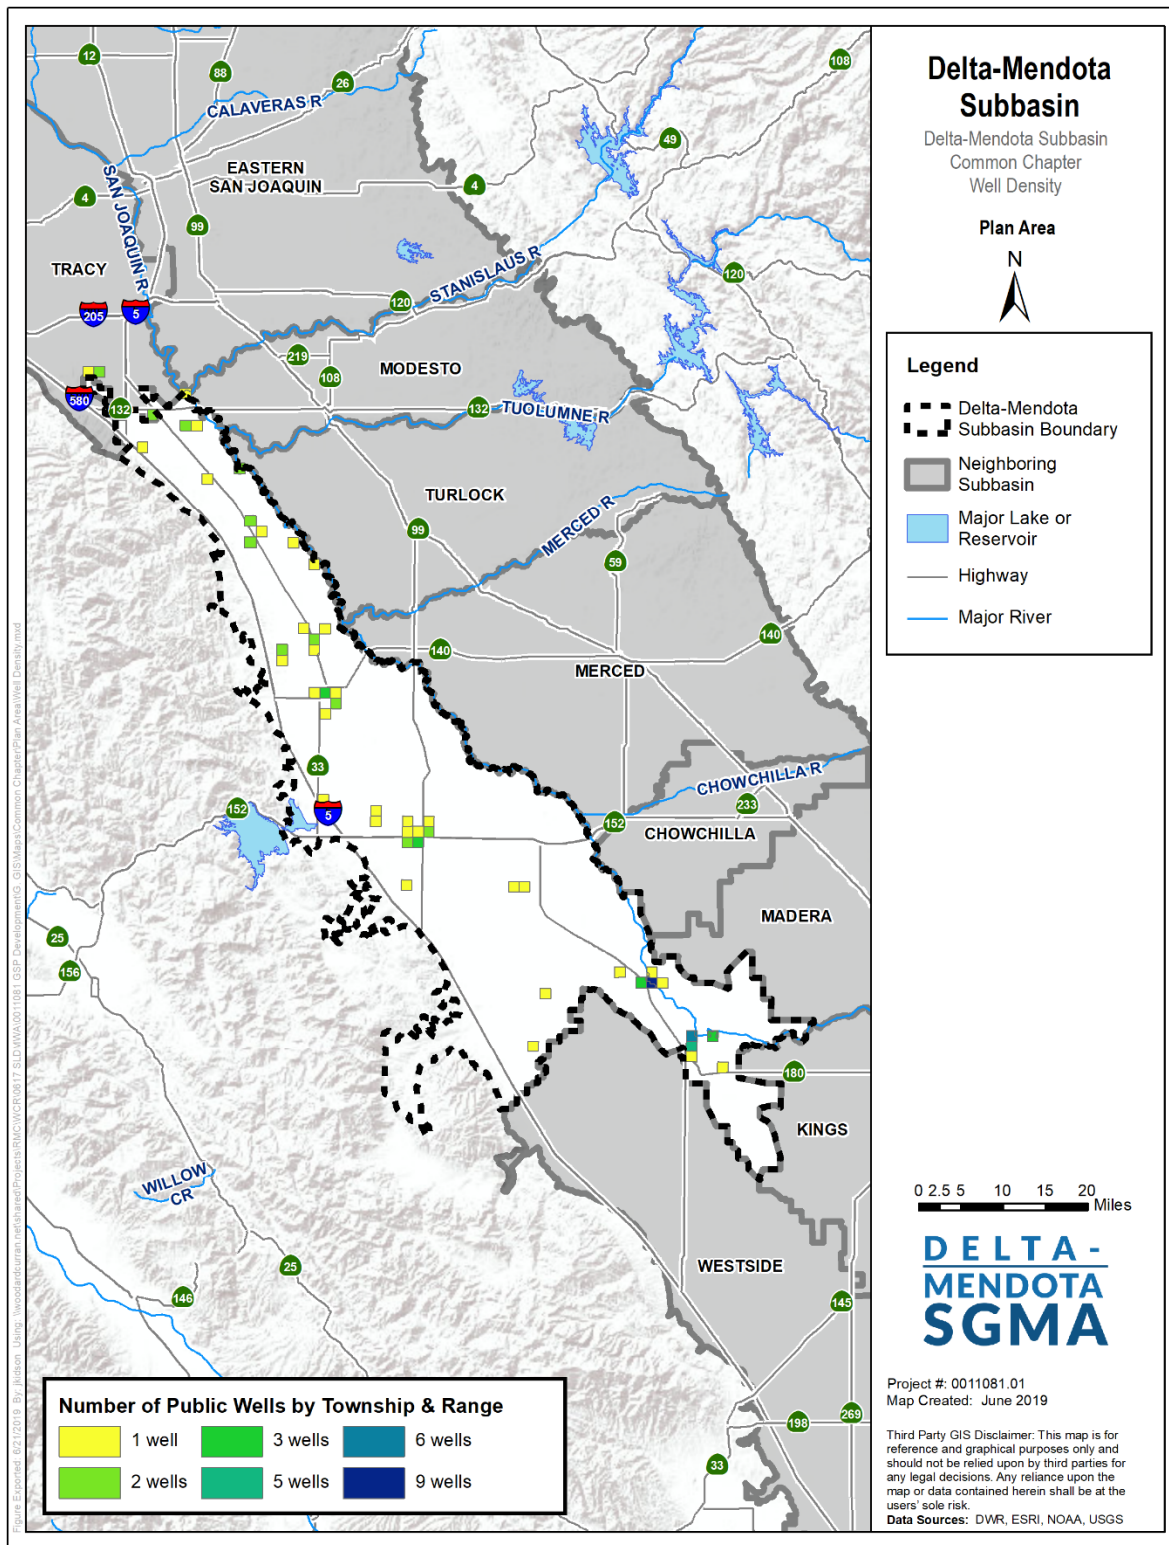 Delta-Mendota
Subbasin
Delta-Mendota Subbasin
Common Chapter
Well Density
Plan Area
N
Legend
Delta-Mendota
Subbasin Boundary
Neighboring
Subbasin
Major Lake or
Reservoir
Highway
Major River
0 2.5 5 10 15 20
Miles
DELTA-
MENDOTA
SGMA
Project #: 0011081.01
Map Created: June 2019
Third Party GIS Disclaimer: This map is for
reference and graphical purposes only and
should not be relied upon by third parties for
any legal decisions. Any reliance upon the
map or data contained herein shall be at the
users' sole risk.
Data Sources: DWR, ESRI, NOAA, USGS
12
88
26
108
CALAVERAS R
49
EASTERN
SAN JOAQUIN
4
4
SAN JOAQUIN R
99
TRACY
STANISLAUS R
120
205
5
120
219
MODESTO
108
580
132
132
TUOLUMNE R
TURLOCK
MERCED R
99
59
140
140
MERCED
33
CHOWCHILLA R
152
5
233
152
CHOWCHILLA
MADERA
25
156
180
KINGS
WILLOW
CR
25
WESTSIDE
146
145
269
198
33
Number of Public Wells by Township & Range
1 well
3 wells
6 wells
2 wells
5 wells
9 wells